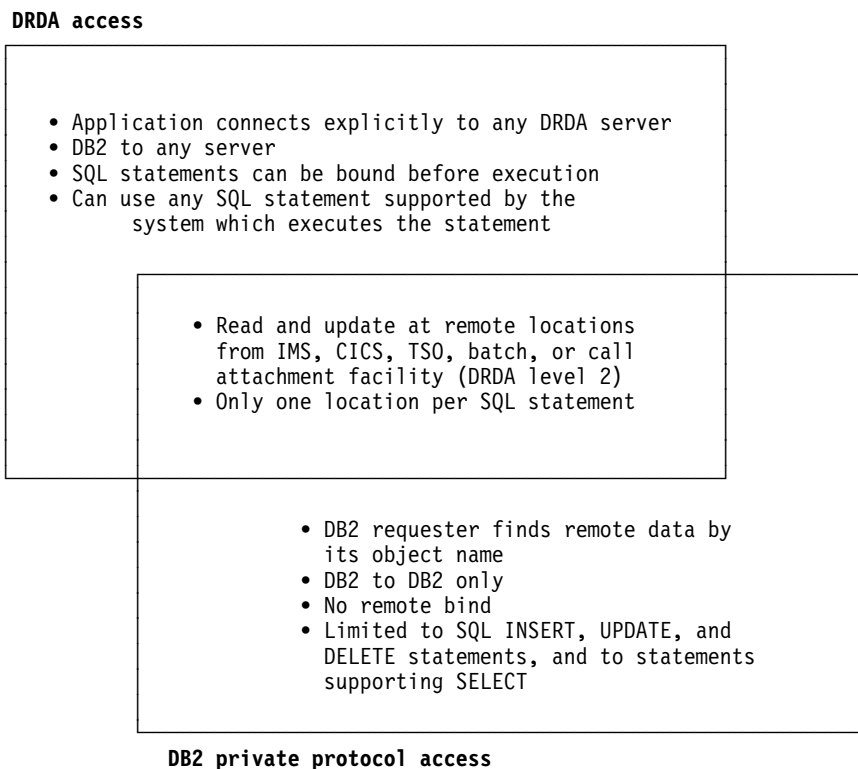 DRDA access
• Application connects explicitly to any DRDA server
• DB2 to any server
• SQL statements can be bound before execution
• Can use any SQL statement supported by the
system which executes the statement
• Read and update at remote locations
from IMS, CICS, TSO, batch, or call
attachment facility (DRDA level 2)
• Only one location per SQL statement
• DB2 requester finds remote data by
its object name
• DB2 to DB2 only
• No remote bind
• Limited to SQL INSERT, UPDATE, and
DELETE statements, and to statements
supporting SELECT
DB2 private protocol access